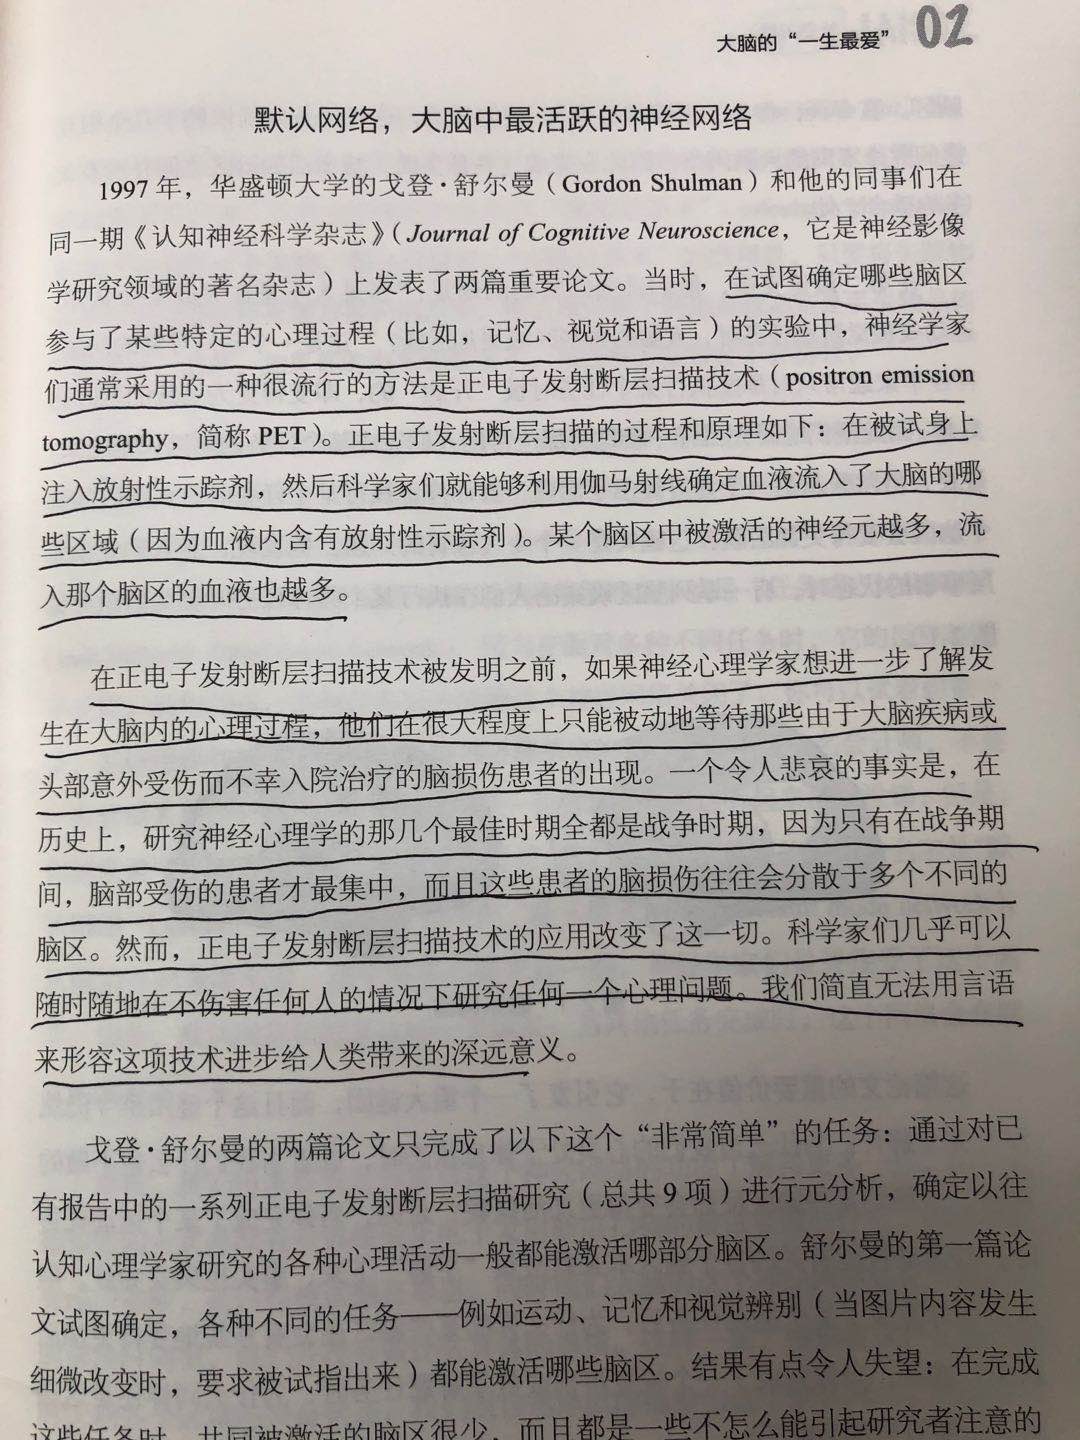 大脑的“一生最爱” 02
默认网络，大脑中最活跃的神经网络
1997 年，华盛顿大学的戈登·舒尔曼（Gordon Shulman）和他的同事们在
同一期《认知神经科学杂志》（Journal of Cognitive Neuroscience，它是神经影像
学研究领域的著名杂志）上发表了两篇重要论文。当时，在试图确定哪些脑区
参与了某些特定的心理过程（比如，记忆、视觉和语言）的实验中，神经学家
们通常采用的一种很流行的方法是正电子发射断层扫描技术（positron emission
tomography，简称 PET）。正电子发射断层扫描的过程和原理如下：在被试身上
注入放射性示踪剂，然后科学家们就能够利用伽马射线确定血液流入了大脑的哪
些区域（因为血液内含有放射性示踪剂）。某个脑区中被激活的神经元越多，流
入那个脑区的血液也越多。
在正电子发射断层扫描技术被发明之前，如果神经心理学家想进一步了解发
生在大脑内的心理过程，他们在很大程度上只能被动地等待那些由于大脑疾病或
头部意外受伤而不幸入院治疗的脑损伤患者的出现。一个令人悲哀的事实是，在
历史上，研究神经心理学的那几个最佳时期全都是战争时期，因为只有在战争期
间，脑部受伤的患者才最集中，而且这些患者的脑损伤往往会分散于多个不同的
脑区。然而，正电子发射断层扫描技术的应用改变了这一切。科学家们几乎可以
随时随地在不伤害任何人的情况下研究任何一个心理问题。我们简直无法用言语
来形容这项技术进步给人类带来的深远意义。
戈登·舒尔曼的两篇论文只完成了以下这个“非常简单”的任务：通过对已
有报告中的一系列正电子发射断层扫描研究（总共 9 项）进行元分析，确定以往
认知心理学家研究的各种心理活动一般都能激活哪部分脑区。舒尔曼的第一篇论
文试图确定，各种不同的任务——例如运动、记忆和视觉辨别（当图片内容发生
细微改变时，要求被试指出来）都能激活哪些脑区。结果有点令人失望：在完成
这些任务时，共同被激活的脑区很少，而且都是一些不怎么能引起研究者注意的